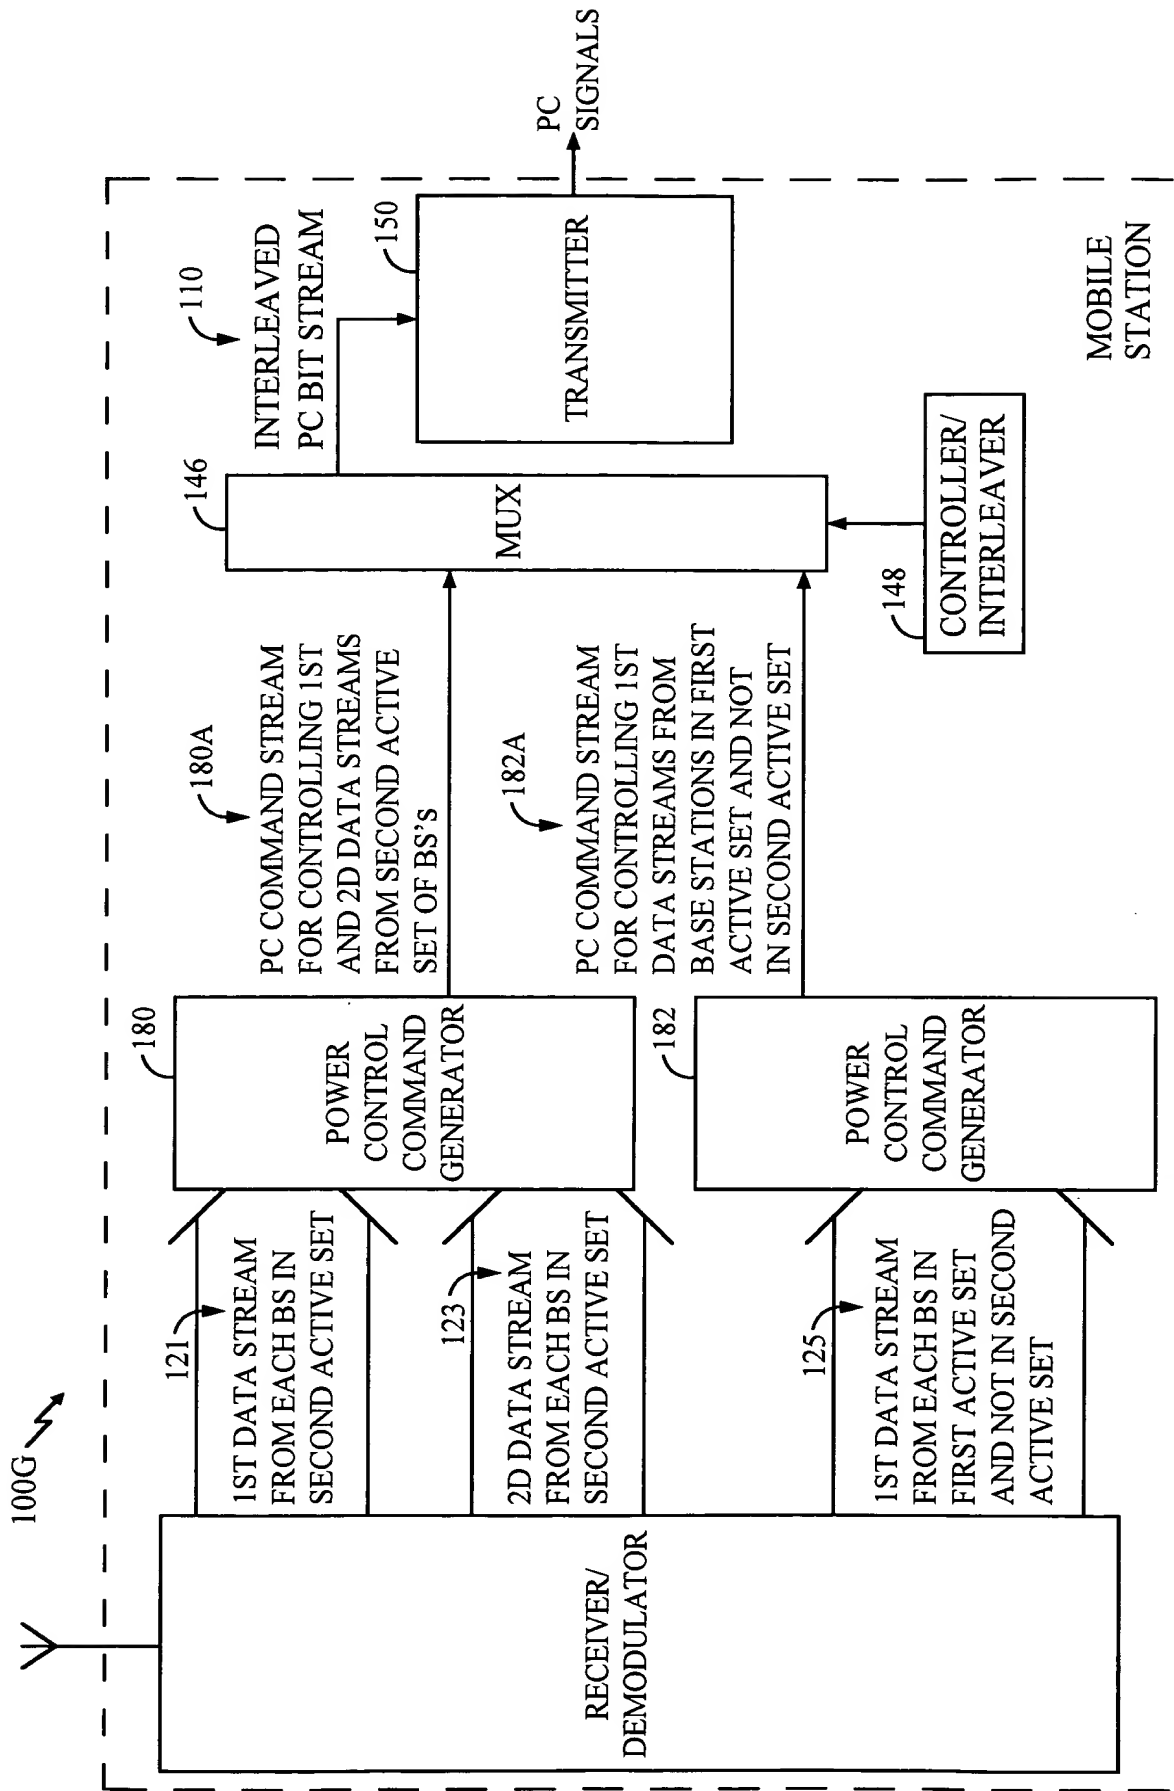 100G
RECEIVER/
DEMODULATOR
121
1ST DATA STREAM
FROM EACH BS IN
SECOND ACTIVE SET
123
2D DATA STREAM
FROM EACH BS IN
SECOND ACTIVE SET
125
1ST DATA STREAM
FROM EACH BS IN
FIRST ACTIVE SET
AND NOT IN SECOND
ACTIVE SET
180
POWER
CONTROL
COMMAND
GENERATOR
182
POWER
CONTROL
COMMAND
GENERATOR
180A
PC COMMAND STREAM
FOR CONTROLLING 1ST
AND 2D DATA STREAMS
FROM SECOND ACTIVE
SET OF BS's
182A
PC COMMAND STREAM
FOR CONTROLLING 1ST
DATA STREAMS FROM
BASE STATIONS IN FIRST
ACTIVE SET AND NOT
IN SECOND ACTIVE SET
146
MUX
148
CONTROLLER/
INTERLEAVER
110
INTERLEAVED
PC BIT STREAM
150
TRANSMITTER
PC
SIGNALS
MOBILE
STATION